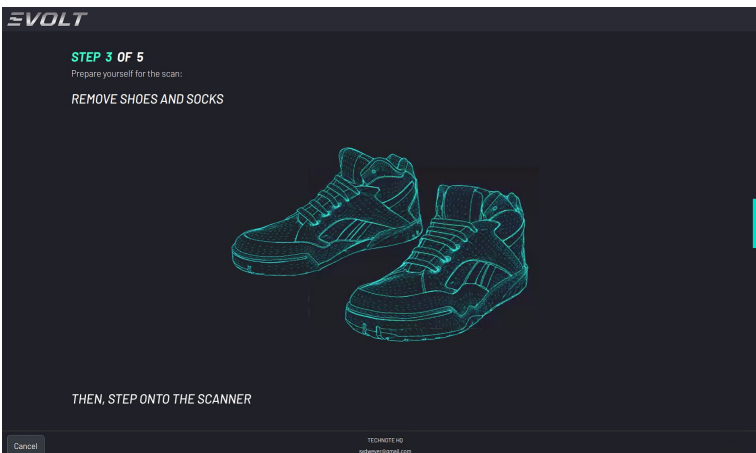 EVOLT
STEP 3 OF 5
Prepare yourself for the scan:
REMOVE SHOES AND SOCKS
THEN, STEP ONTO THE SCANNER
Cancel
TECHNOTE HQ